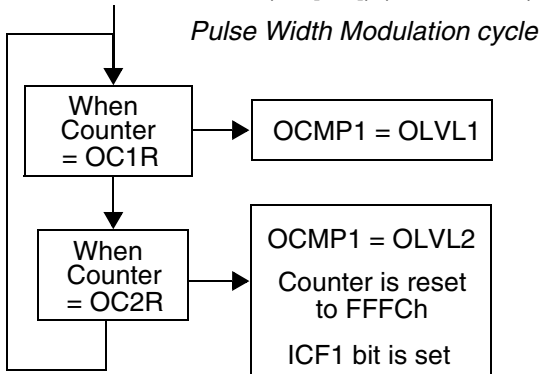 Pulse Width Modulation cycle
When
Counter
= OC1R
OCMP1 = OLVL1
When
Counter
= OC2R
OCMP1 = OLVL2
Counter is reset
to FFFCh
ICF1 bit is set